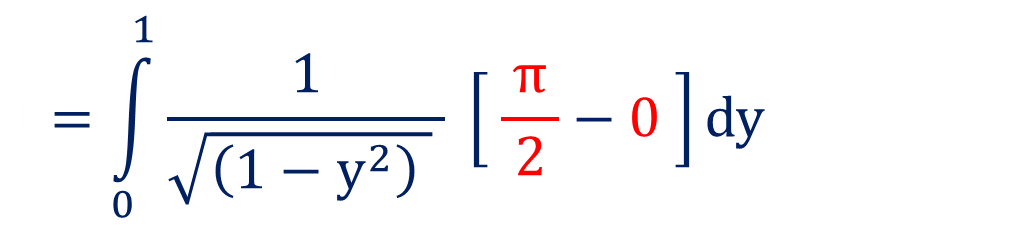 = ∫₀¹ 1/√(1 − y²) [π/2 − 0] dy